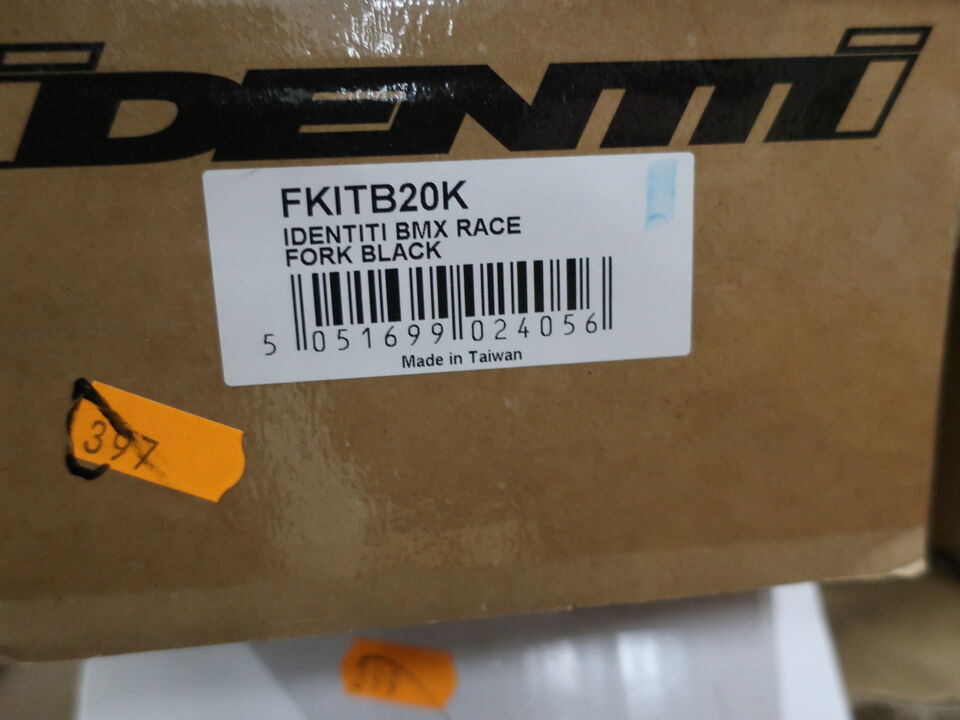 iDENTITI
FKITB20K
IDENTITI BMX RACE
FORK BLACK
5 051699 024056
Made in Taiwan
397